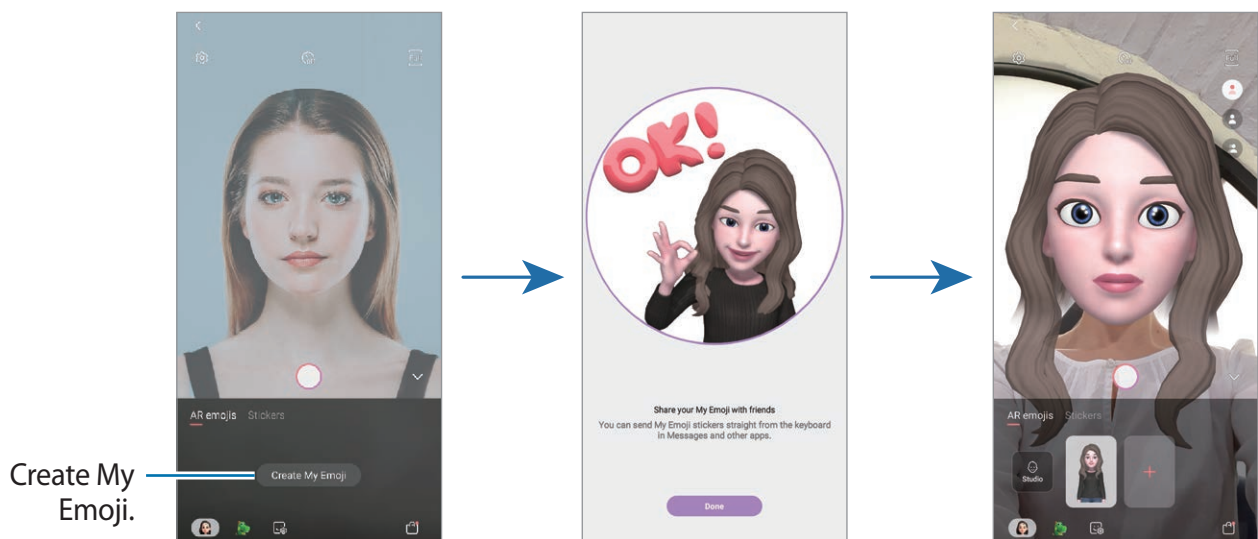 AR emojis Stickers
Create My Emoji
Create My
Emoji.
OK!
Share your My Emoji with friends
You can send My Emoji stickers straight from the keyboard
in Messages and other apps.
Done
AR emojis Stickers
Studio